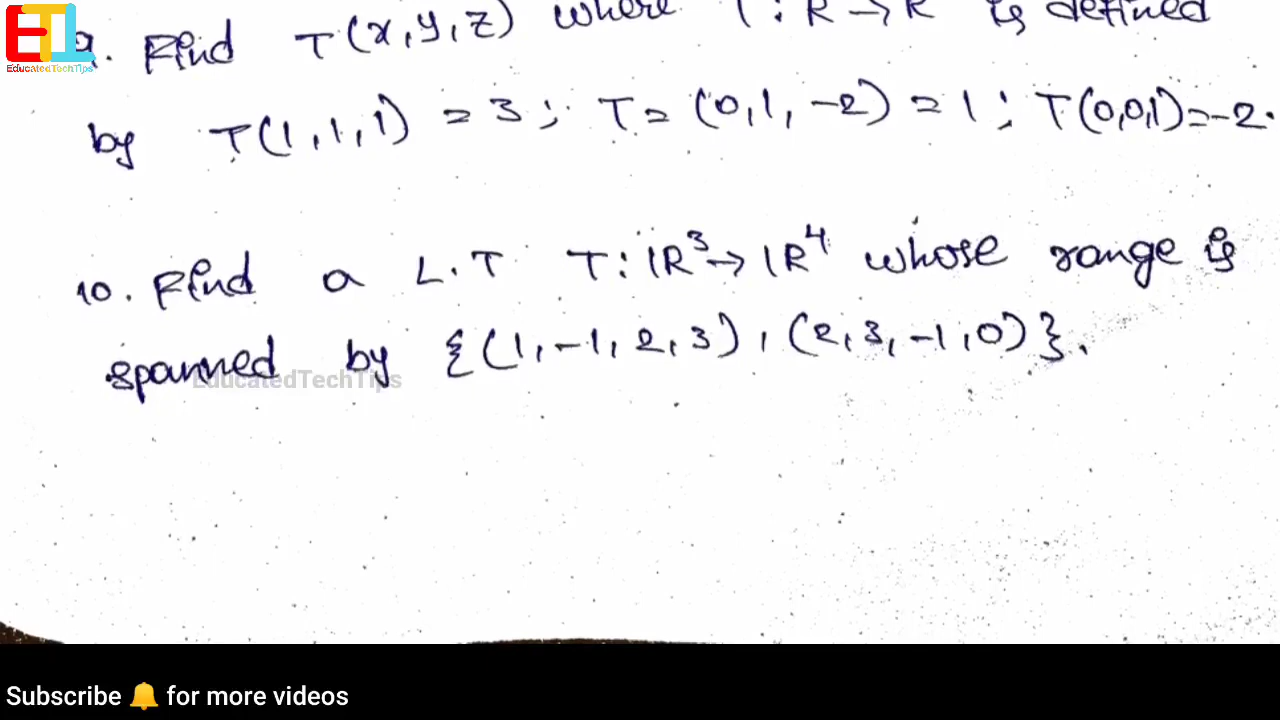 ETL
EducatedTechTips
9. Find T(x,y,z) where T:R→R is defined
by T(1,1,1) = 3; T= (0,1,-2) = 1; T(0,0,1)=-2.
10. Find a L.T T:IR³→IR⁴ whose range is
spanned by {(1,-1,2,3), (2,3,-1,0)}.
EducatedTechTips
Subscribe 🔔 for more videos